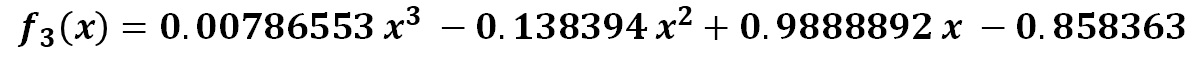 f₃(x) = 0.00786553 x³ − 0.138394 x² + 0.9888892 x − 0.858363